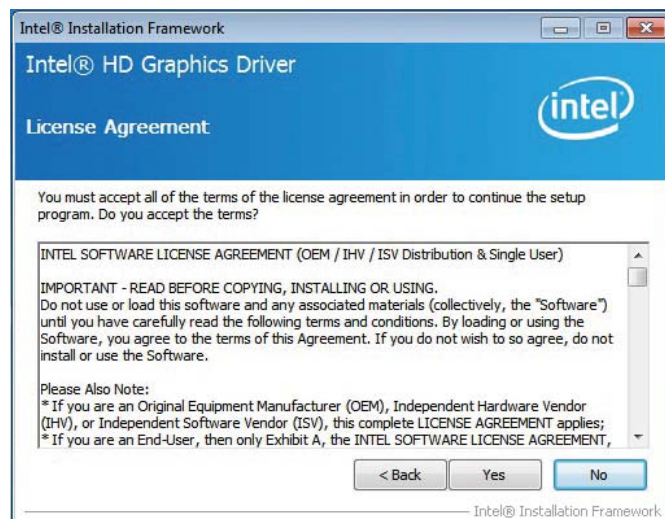 Intel® Installation Framework
Intel® HD Graphics Driver
intel
License Agreement
You must accept all of the terms of the license agreement in order to continue the setup
program. Do you accept the terms?
INTEL SOFTWARE LICENSE AGREEMENT (OEM / IHV / ISV Distribution & Single User)
IMPORTANT - READ BEFORE COPYING, INSTALLING OR USING.
Do not use or load this software and any associated materials (collectively, the "Software")
until you have carefully read the following terms and conditions. By loading or using the
Software, you agree to the terms of this Agreement. If you do not wish to so agree, do not
install or use the Software.
Please Also Note:
* If you are an Original Equipment Manufacturer (OEM), Independent Hardware Vendor
(IHV), or Independent Software Vendor (ISV), this complete LICENSE AGREEMENT applies;
* If you are an End-User, then only Exhibit A, the INTEL SOFTWARE LICENSE AGREEMENT,
< Back Yes No
Intel® Installation Framework